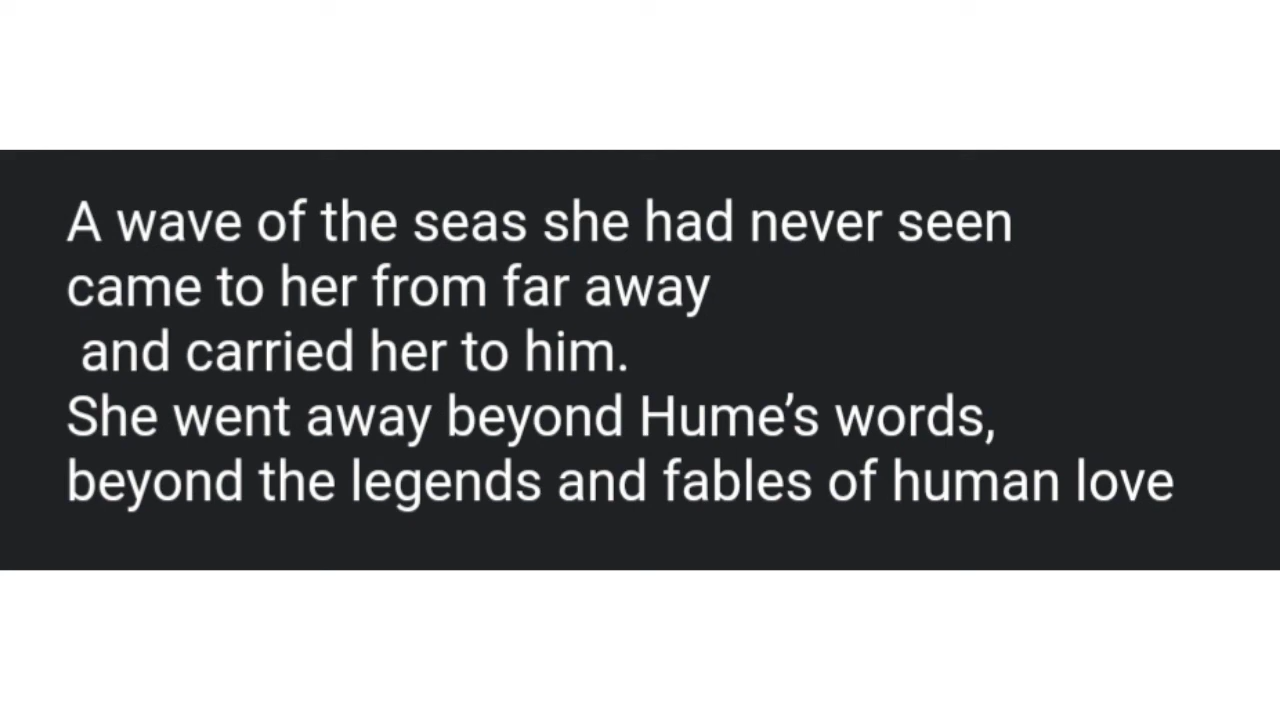 A wave of the seas she had never seen
came to her from far away
and carried her to him.
She went away beyond Hume’s words,
beyond the legends and fables of human love